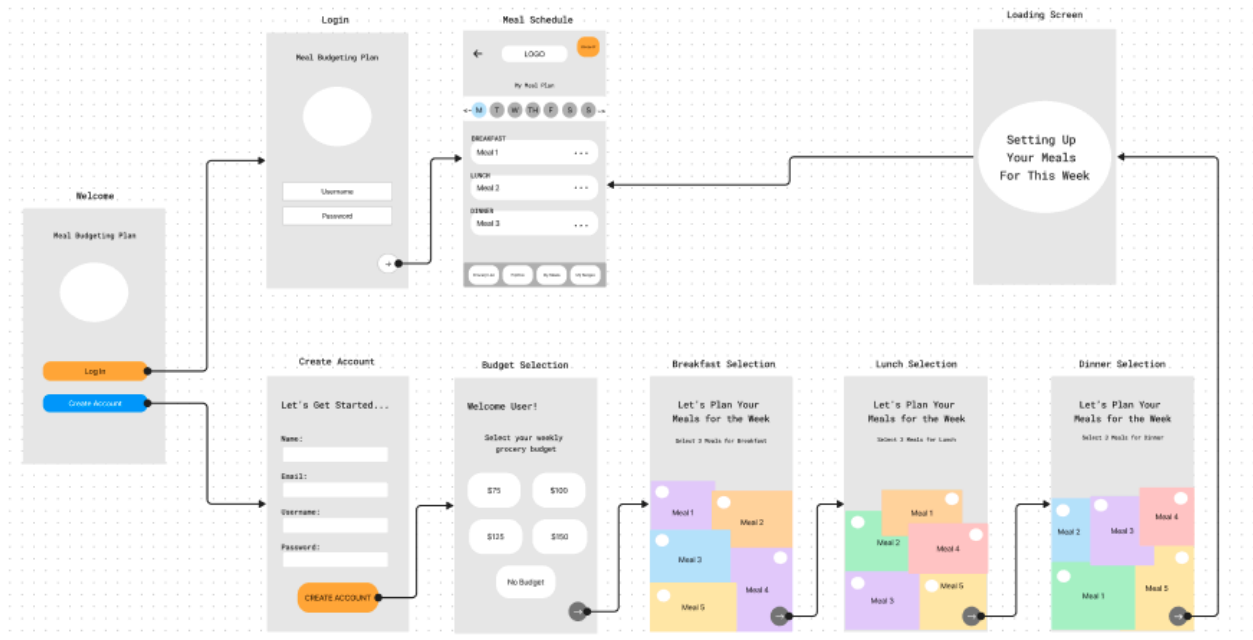 Welcome
Meal Budgeting Plan
Log In
Create Account
Login
Meal Budgeting Plan
Username
Password
Meal Schedule
LOGO
My Meal Plan
M T W TH F S S
BREAKFAST
Meal 1
LUNCH
Meal 2
DINNER
Meal 3
Create Account
Let's Get Started...
Name:
Email:
Username:
Password:
CREATE ACCOUNT
Budget Selection
Welcome User!
Select your weekly
grocery budget
$75
$100
$125
$150
No Budget
Breakfast Selection
Let's Plan Your
Meals for the Week
Select 3 Meals for Breakfast
Meal 1
Meal 2
Meal 3
Meal 4
Meal 5
Lunch Selection
Let's Plan Your
Meals for the Week
Select 3 Meals for Lunch
Meal 1
Meal 2
Meal 4
Meal 3
Meal 5
Dinner Selection
Let's Plan Your
Meals for the Week
Select 2 Meals for Dinner
Meal 4
Meal 2
Meal 3
Meal 1
Meal 5
Loading Screen
Setting Up
Your Meals
For This Week